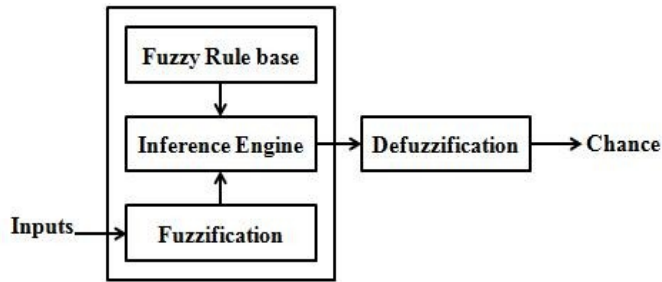 Fuzzy Rule base
Inference Engine
Defuzzification
Chance
Inputs
Fuzzification